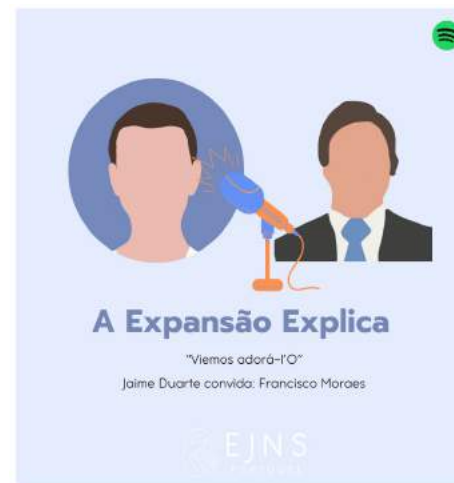 A Expansão Explica
"Viemos adorá-l'O"
Jaime Duarte convida: Francisco Moraes
EJNS